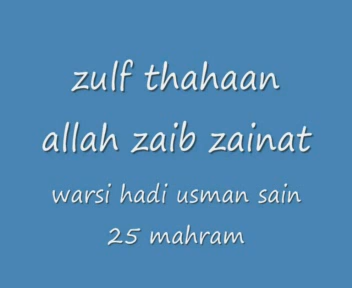 zulf thahaan
allah zaib zainat
warsi hadi usman sain
25 mahram